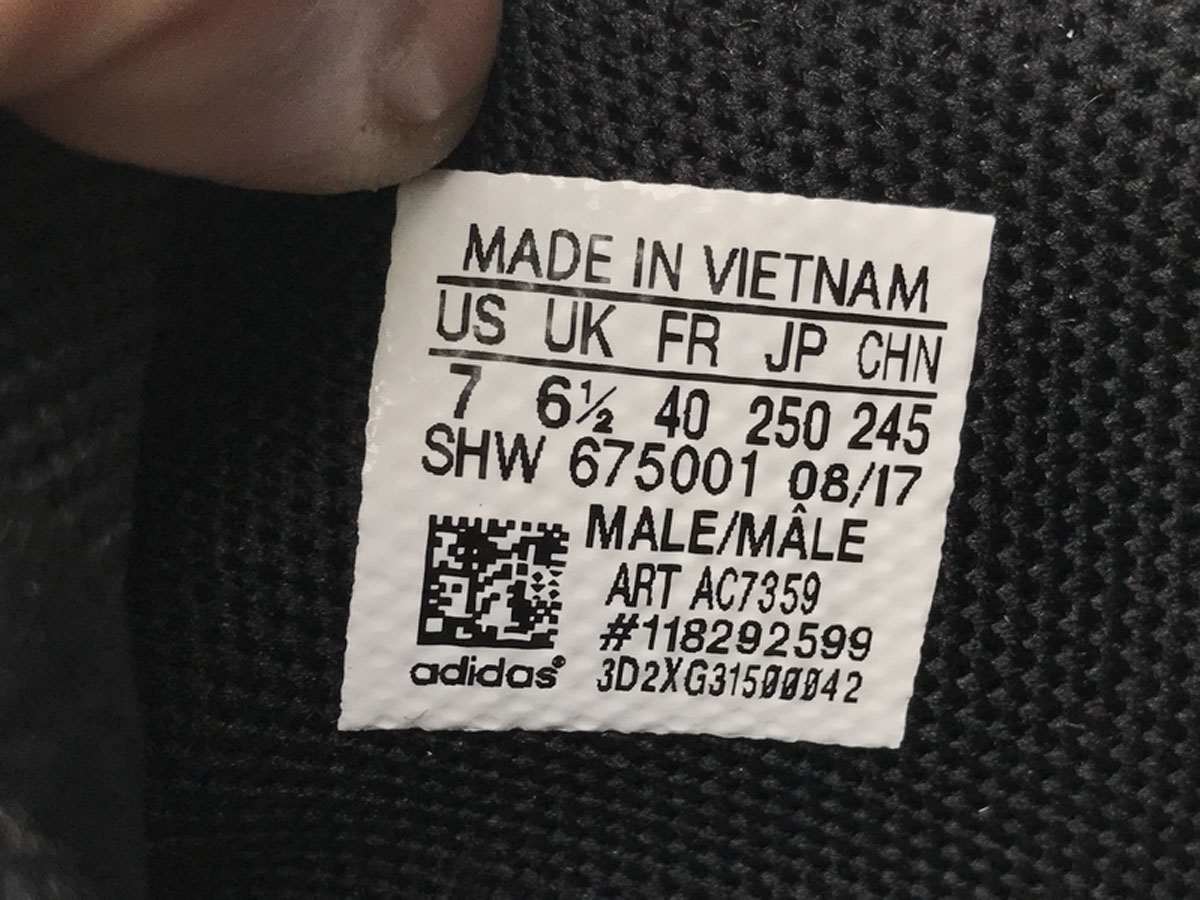 MADE IN VIETNAM
US UK FR JP CHN
7 6½ 40 250 245
SHW 675001 08/17
MALE/MÂLE
ART AC7359
#118292599
adidas® 3D2XG31500042